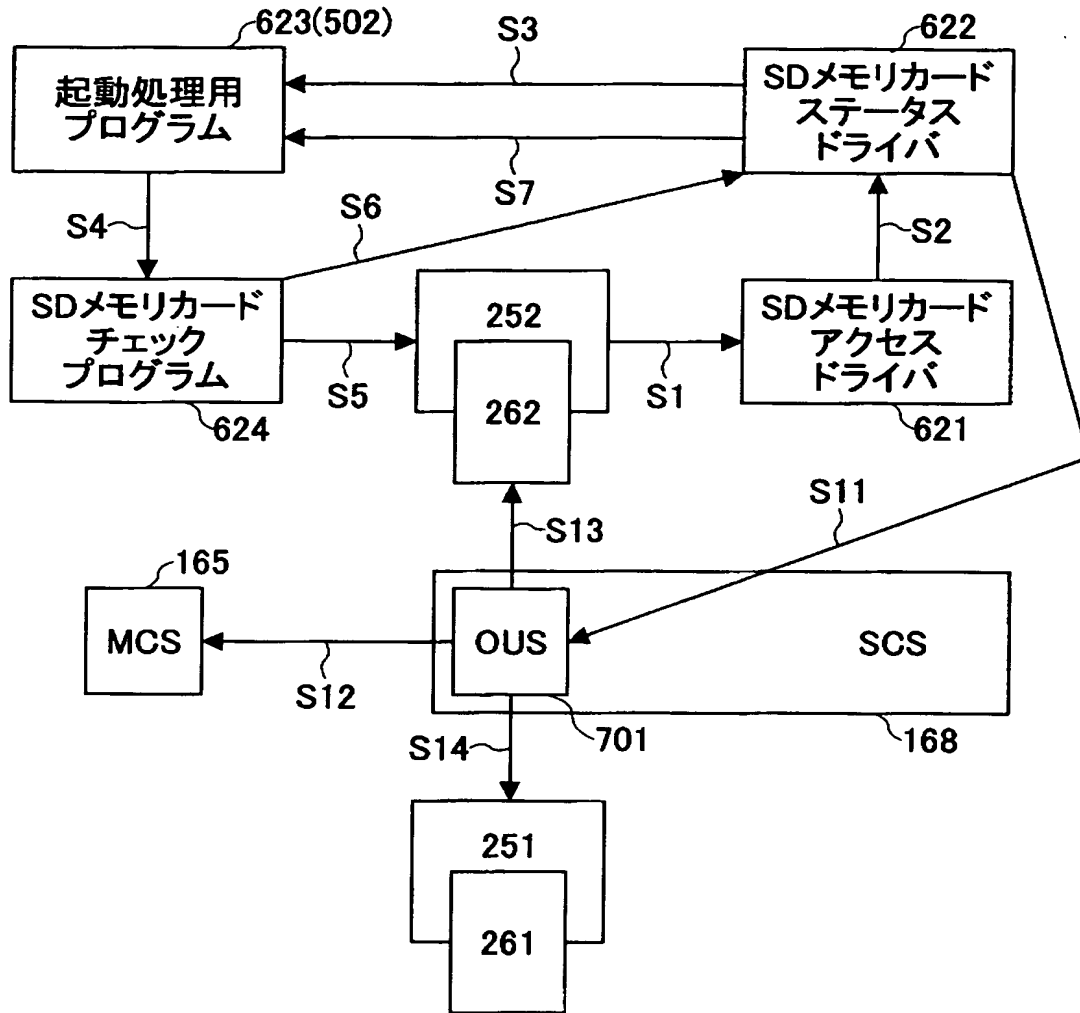 623(502)
S3
622
起動処理用
プログラム
SDメモリカード
ステータス
ドライバ
S7
S4
S6
S2
SDメモリカード
チェック
プログラム
252
SDメモリカード
アクセス
ドライバ
S5
S1
262
624
621
S11
S13
165
MCS
OUS
SCS
S12
S14
701
168
251
261